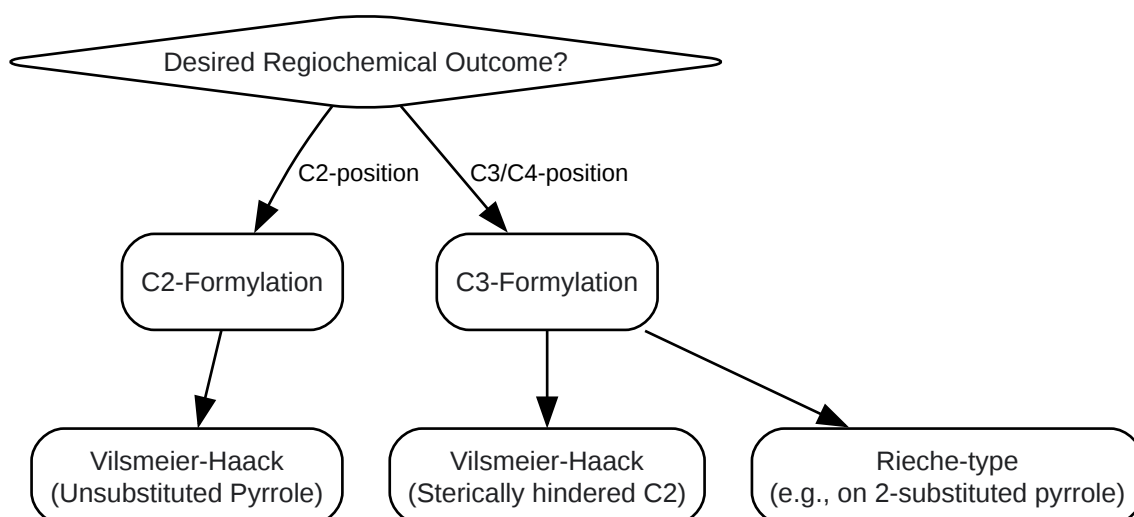 Desired Regiochemical Outcome?
C2-position
C3/C4-position
C2-Formylation
C3-Formylation
Vilsmeier-Haack
(Unsubstituted Pyrrole)
Vilsmeier-Haack
(Sterically hindered C2)
Rieche-type
(e.g., on 2-substituted pyrrole)